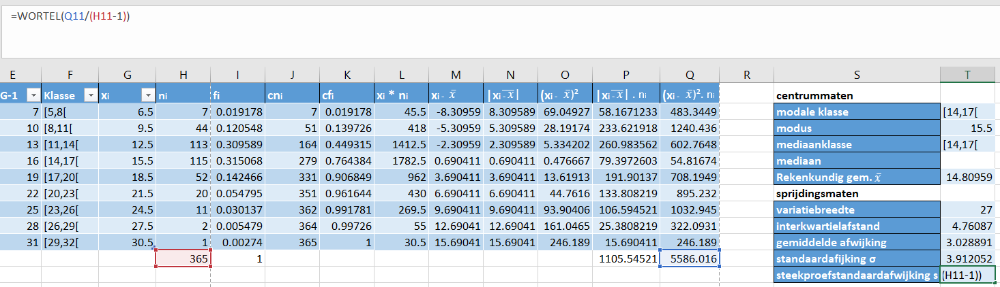 =WORTEL(Q11/(H11-1))
E F G H I J K L M N O P Q R S T
G-1 Klasse xi ni fi cni cfi xi * ni xi - x̄ |xi - x̄| (xi - x̄)² |xi - x̄| . ni (xi - x̄)². ni centrummaten
7 [5,8[ 6.5 7 0.019178 7 0.019178 45.5 -8.30959 8.309589 69.04927 58.1671233 483.3449 modale klasse [14,17[
10 [8,11[ 9.5 44 0.120548 51 0.139726 418 -5.30959 5.309589 28.19174 233.621918 1240.436 modus 15.5
13 [11,14[ 12.5 113 0.309589 164 0.449315 1412.5 -2.30959 2.309589 5.334202 260.983562 602.7648 mediaanklasse [14,17[
16 [14,17[ 15.5 115 0.315068 279 0.764384 1782.5 0.690411 0.690411 0.476667 79.3972603 54.81674 mediaan
19 [17,20[ 18.5 52 0.142466 331 0.906849 962 3.690411 3.690411 13.61913 191.90137 708.1949 Rekenkundig gem. x̄ 14.80959
22 [20,23[ 21.5 20 0.054795 351 0.961644 430 6.690411 6.690411 44.7616 133.808219 895.232 sprijdingsmaten
25 [23,26[ 24.5 11 0.030137 362 0.991781 269.5 9.690411 9.690411 93.90406 106.594521 1032.945 variatiebreedte 27
28 [26,29[ 27.5 2 0.005479 364 0.99726 55 12.69041 12.69041 161.0465 25.3808219 322.0931 interkwartielafstand 4.76087
31 [29,32[ 30.5 1 0.00274 365 1 30.5 15.69041 15.69041 246.189 15.690411 246.189 gemiddelde afwijking 3.028891
365 1 1105.54521 5586.016 standaardafijking σ 3.912052
steekproefstandaardafwijking s (H11-1))